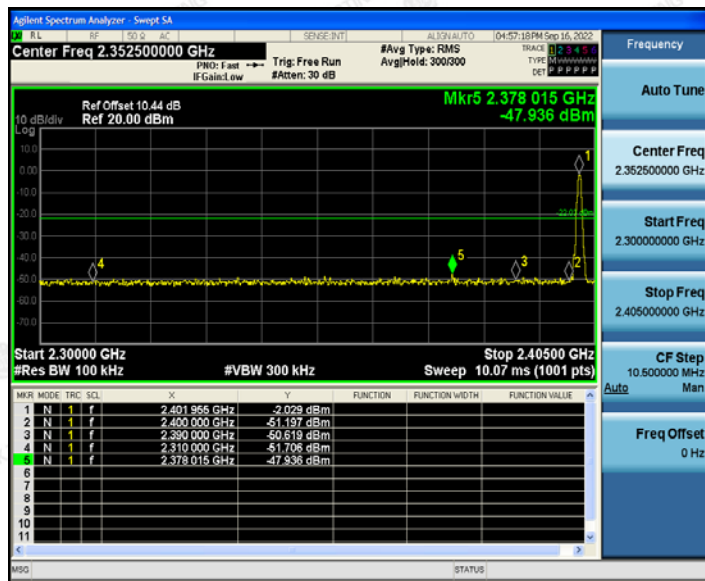 Agilent Spectrum Analyzer - Swept SA
RL RF 50 Ω AC SENSE:INT ALIGN AUTO 04:57:18 PM Sep 16, 2022
Center Freq 2.352500000 GHz
PNO: Fast
IFGain:Low
Trig: Free Run
#Atten: 30 dB
#Avg Type: RMS
Avg|Hold: 300/300
TRACE 1 2 3 4 5 6
TYPE M
DET P P P P P P
Ref Offset 10.44 dB
Ref 20.00 dBm
10 dB/div
Log
Mkr5 2.378 015 GHz
-47.936 dBm
10.0
0.00
-10.0
-20.0
-30.0
-40.0
-50.0
-60.0
-70.0
1
4
5
3
2
Start 2.30000 GHz
#Res BW 100 kHz
#VBW 300 kHz
Stop 2.40500 GHz
Sweep 10.07 ms (1001 pts)
MKR MODE TRC SCL X Y FUNCTION FUNCTION WIDTH FUNCTION VALUE
1 N 1 f 2.401 955 GHz -2.029 dBm
2 N 1 f 2.400 000 GHz -51.197 dBm
3 N 1 f 2.390 000 GHz -50.619 dBm
4 N 1 f 2.310 000 GHz -51.706 dBm
5 N 1 f 2.378 015 GHz -47.936 dBm
6
7
8
9
10
11
MSG STATUS
Frequency
Auto Tune
Center Freq
2.352500000 GHz
Start Freq
2.300000000 GHz
Stop Freq
2.405000000 GHz
CF Step
10.500000 MHz
Auto Man
Freq Offset
0 Hz